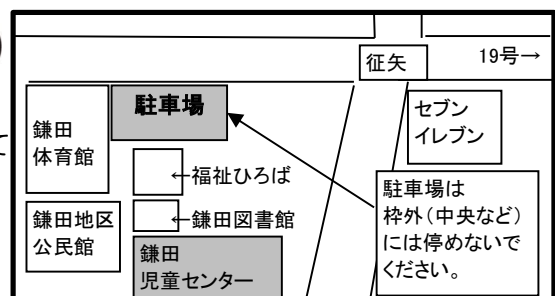 征矢
19号→
駐車場
セブン
イレブン
鎌田
体育館
←福祉ひろば
駐車場は
枠外（中央など）
には停めないで
ください。
鎌田地区
公民館
←鎌田図書館
鎌田
児童センター